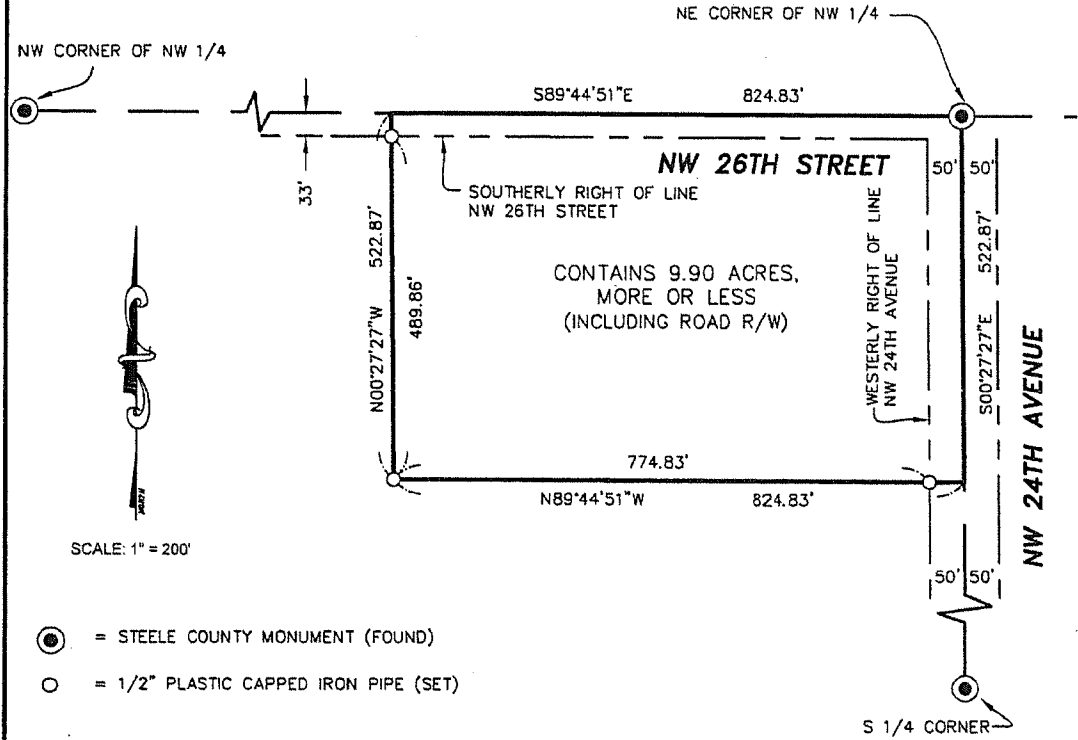 NE CORNER OF NW 1/4
NW CORNER OF NW 1/4
S89°44'51"E 824.83'
33'
NW 26TH STREET
50' 50'
SOUTHERLY RIGHT OF LINE
NW 26TH STREET
N00°27'27"W 522.87'
489.86'
CONTAINS 9.90 ACRES,
MORE OR LESS
(INCLUDING ROAD R/W)
WESTERLY RIGHT OF LINE
NW 24TH AVENUE
S00°27'27"E 522.87'
NW 24TH AVENUE
774.83'
N89°44'51"W 824.83'
SCALE: 1" = 200'
50' 50'
= STEELE COUNTY MONUMENT (FOUND)
= 1/2" PLASTIC CAPPED IRON PIPE (SET)
S 1/4 CORNER